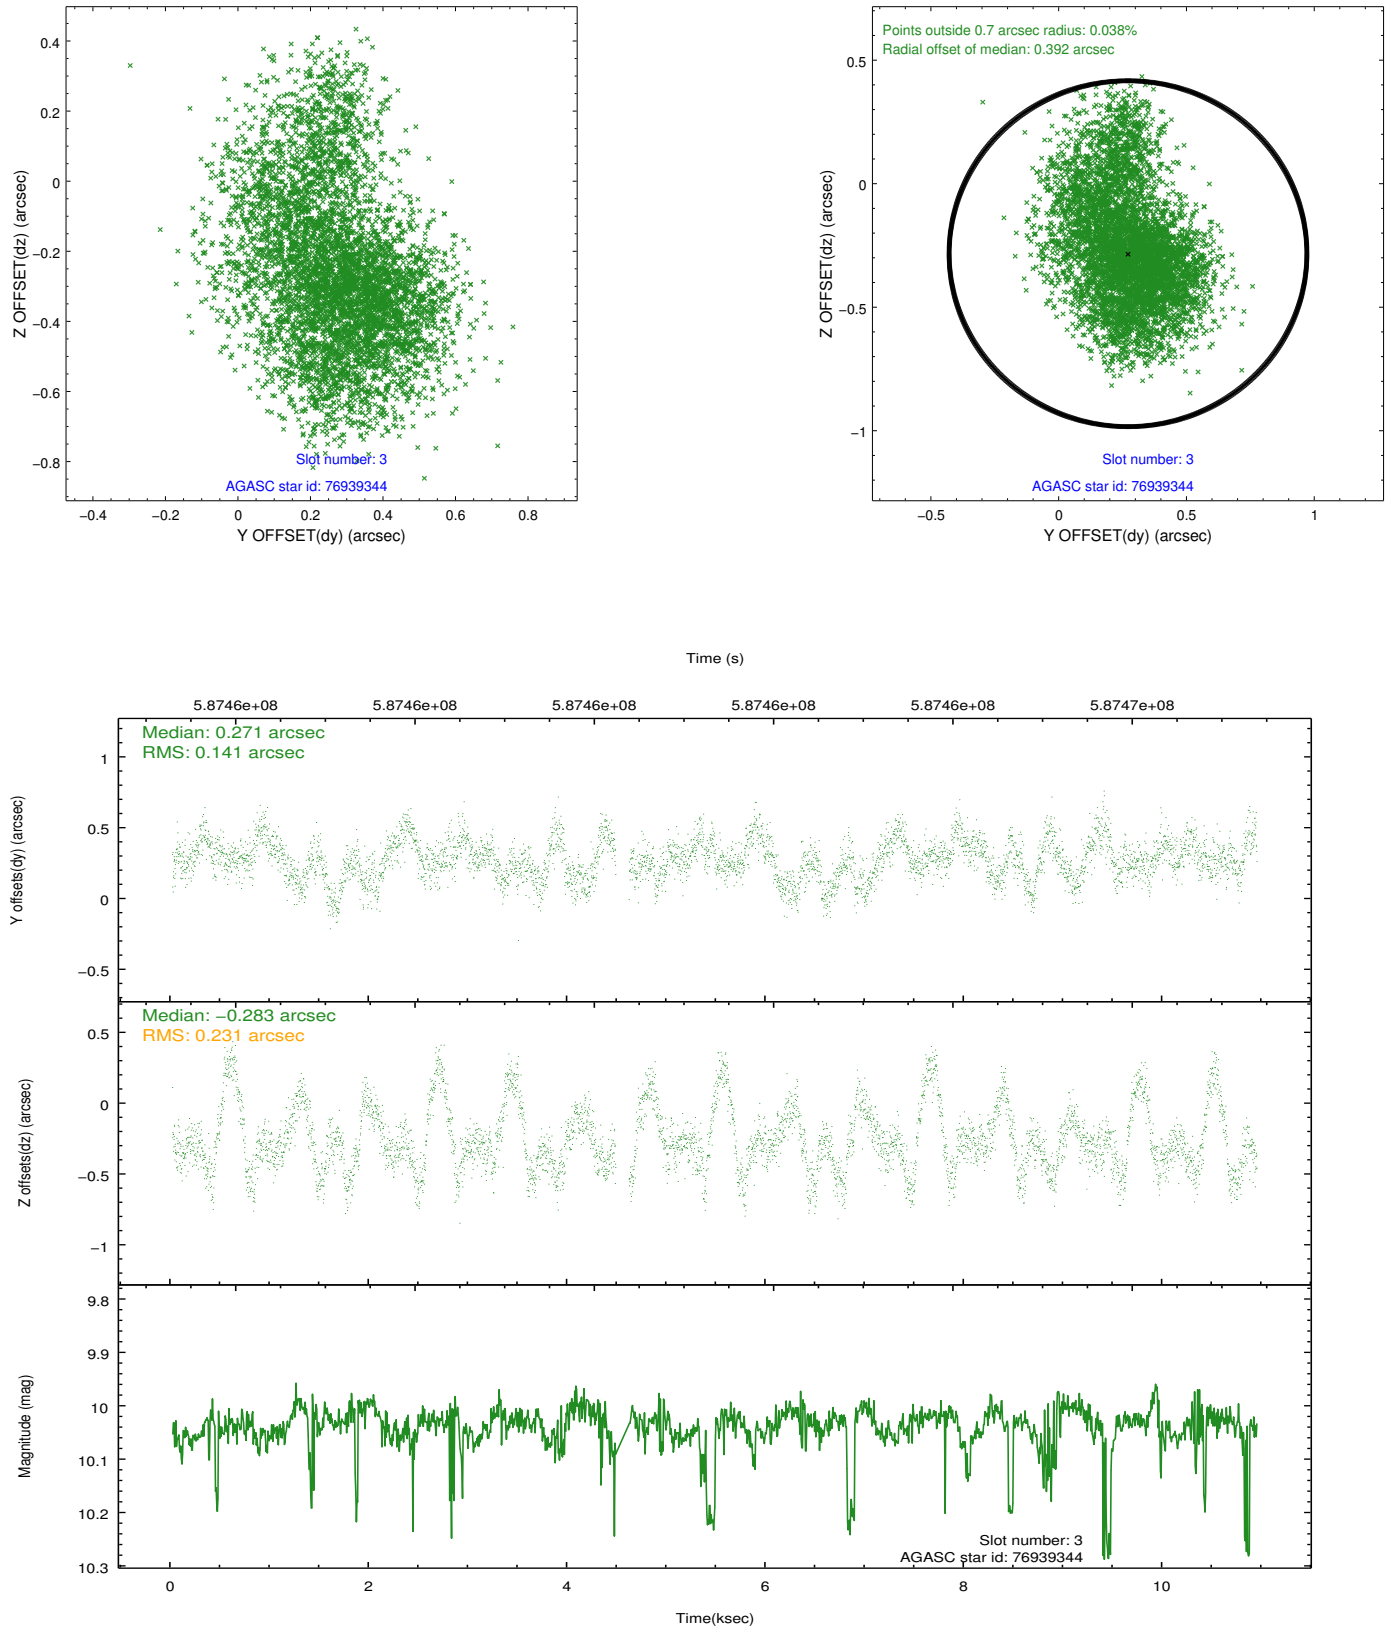 0.4
0.2
0
−0.2
−0.4
−0.6
−0.8
Z OFFSET(dz) (arcsec)
Slot number: 3
AGASC star id: 76939344
−0.4 −0.2 0 0.2 0.4 0.6 0.8
Y OFFSET(dy) (arcsec)
Points outside 0.7 arcsec radius: 0.038%
Radial offset of median: 0.392 arcsec
0.5
0
−0.5
−1
Z OFFSET(dz) (arcsec)
Slot number: 3
AGASC star id: 76939344
−0.5 0 0.5 1
Y OFFSET(dy) (arcsec)
Time (s)
5.8746e+08 5.8746e+08 5.8746e+08 5.8746e+08 5.8746e+08 5.8747e+08
Median: 0.271 arcsec
RMS: 0.141 arcsec
1
0.5
0
−0.5
Y offsets(dy) (arcsec)
Median: −0.283 arcsec
RMS: 0.231 arcsec
0.5
0
−0.5
−1
Z offsets(dz) (arcsec)
9.8
9.9
10
10.1
10.2
10.3
Magnitude (mag)
Slot number: 3
AGASC star id: 76939344
0 2 4 6 8 10
Time(ksec)